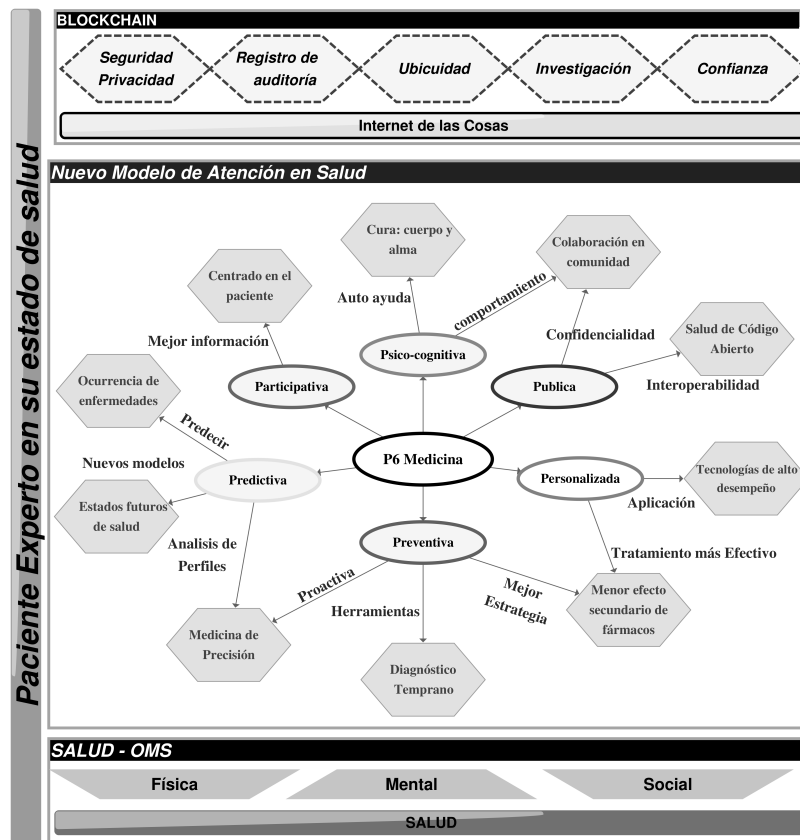 BLOCKCHAIN
Seguridad
Privacidad
Registro de
auditoría
Ubicuidad
Investigación
Confianza
Internet de las Cosas
Paciente Experto en su estado de salud
Nuevo Modelo de Atención en Salud
Cura: cuerpo y
alma
Colaboración en
comunidad
Centrado en el
paciente
Auto ayuda
comportamiento
Mejor información
Confidencialidad
Salud de Código
Abierto
Psico-cognitiva
Participativa
Publica
Interoperabilidad
Ocurrencia de
enfermedades
Predecir
P6 Medicina
Nuevos modelos
Predictiva
Personalizada
Tecnologías de alto
desempeño
Aplicación
Estados futuros
de salud
Analisis de
Perfiles
Preventiva
Tratamiento más Efectivo
Proactiva
Herramientas
Mejor
Estrategia
Menor efecto
secundario de
fármacos
Medicina de
Precisión
Diagnóstico
Temprano
SALUD - OMS
Física
Mental
Social
SALUD